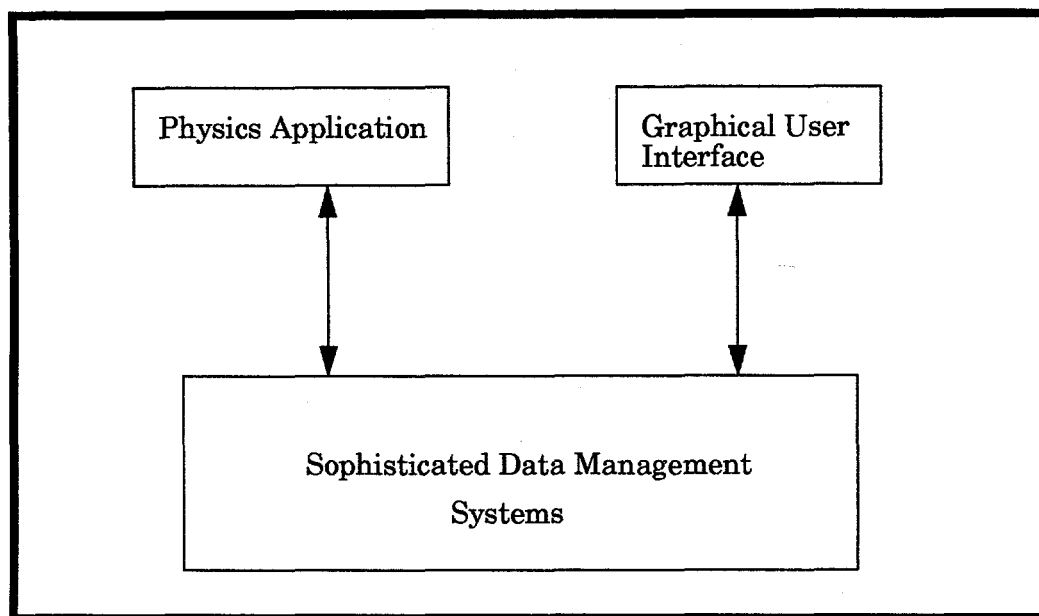 Physics Application
Graphical User
Interface
Sophisticated Data Management
Systems